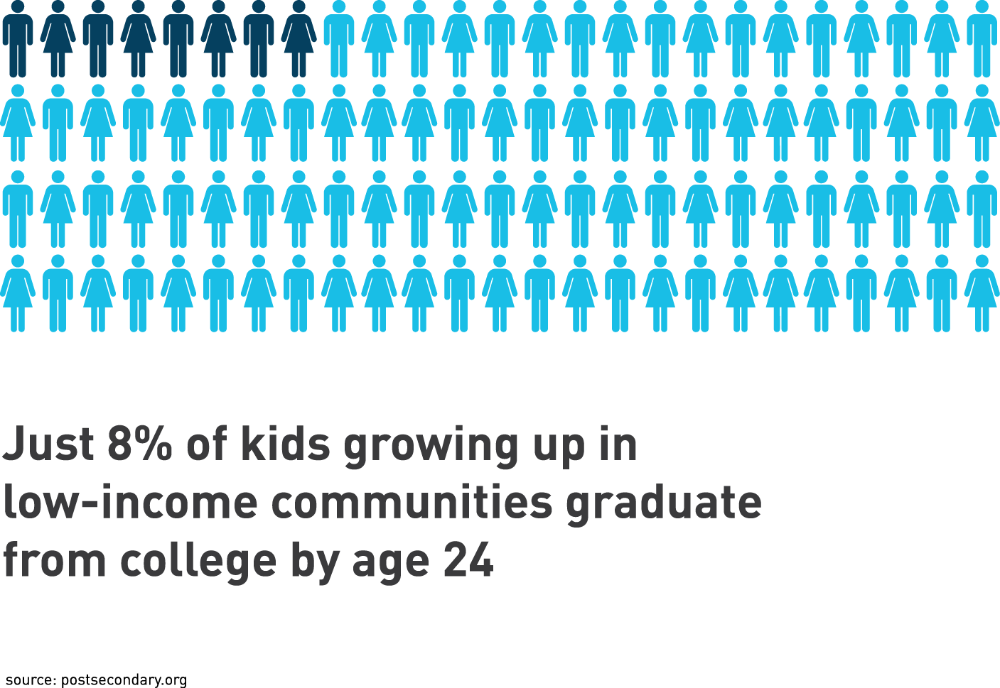 Just 8% of kids growing up in
low-income communities graduate
from college by age 24
source: postsecondary.org